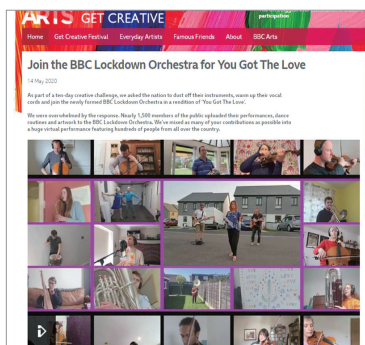 ARTS GET CREATIVE
participation
Home Get Creative Festival Everyday Artists Famous Friends About BBC Arts
Join the BBC Lockdown Orchestra for You Got The Love
14 May 2020
As part of a ten-day creative challenge, we asked the nation to dust off their instruments, warm up their vocal
cords and join the newly formed BBC Lockdown Orchestra in a rendition of 'You Got The Love'.
We were overwhelmed by the response. Nearly 1,500 members of the public uploaded their performances, dance
routines and artwork to the BBC Lockdown Orchestra. We've mixed as many of your contributions as possible into
a huge virtual performance featuring hundreds of people from all over the country.